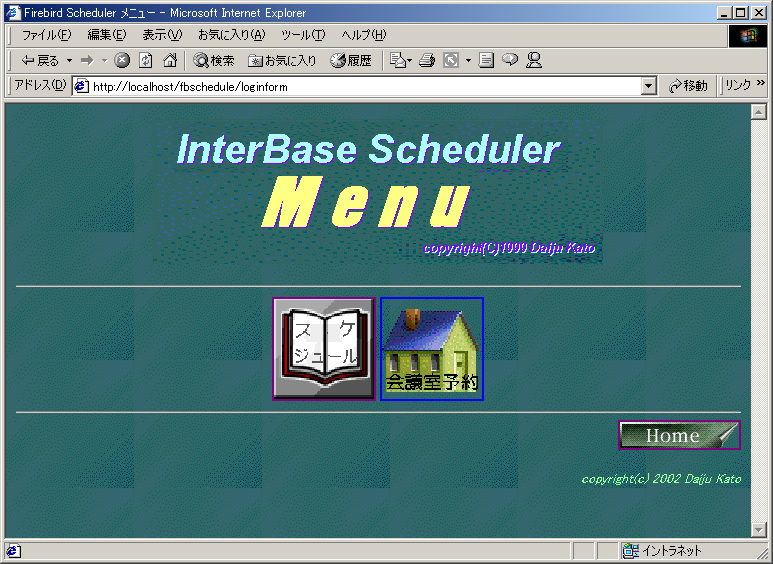 Firebird Scheduler メニュー - Microsoft Internet Explorer
ファイル(F) 編集(E) 表示(V) お気に入り(A) ツール(T) ヘルプ(H)
戻る 検索 お気に入り 履歴
アドレス(D) http://localhost/fbschedule/loginform 移動 リンク »
InterBase Scheduler
Menu
copyright(C)1999 Daiju Kato
スケ
ジュール
会議室予約
Home
copyright(c) 2002 Daiju Kato
イントラネット